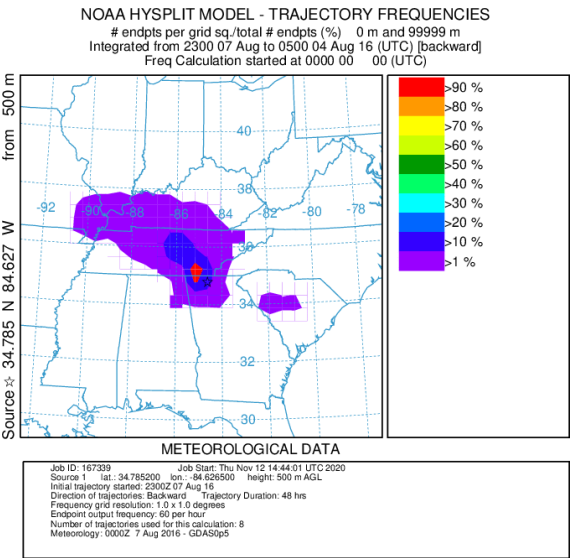 NOAA HYSPLIT MODEL - TRAJECTORY FREQUENCIES
# endpts per grid sq./total # endpts (%) 0 m and 99999 m
Integrated from 2300 07 Aug to 0500 04 Aug 16 (UTC) [backward]
Freq Calculation started at 0000 00 00 (UTC)
Source ☆ 34.785 N 84.627 W from 500 m
40
38
-92
-90
-88
-86
-84
-82
-80
-78
36
34
32
30
>90 %
>80 %
>70 %
>60 %
>50 %
>40 %
>30 %
>20 %
>10 %
>1 %
METEOROLOGICAL DATA
Job ID: 167339 Job Start: Thu Nov 12 14:44:01 UTC 2020
Source 1 lat.: 34.785200 lon.: -84.626500 height: 500 m AGL
Initial trajectory started: 2300Z 07 Aug 16
Direction of trajectories: Backward Trajectory Duration: 48 hrs
Frequency grid resolution: 1.0 x 1.0 degrees
Endpoint output frequency: 60 per hour
Number of trajectories used for this calculation: 8
Meteorology: 0000Z 7 Aug 2016 - GDAS0p5